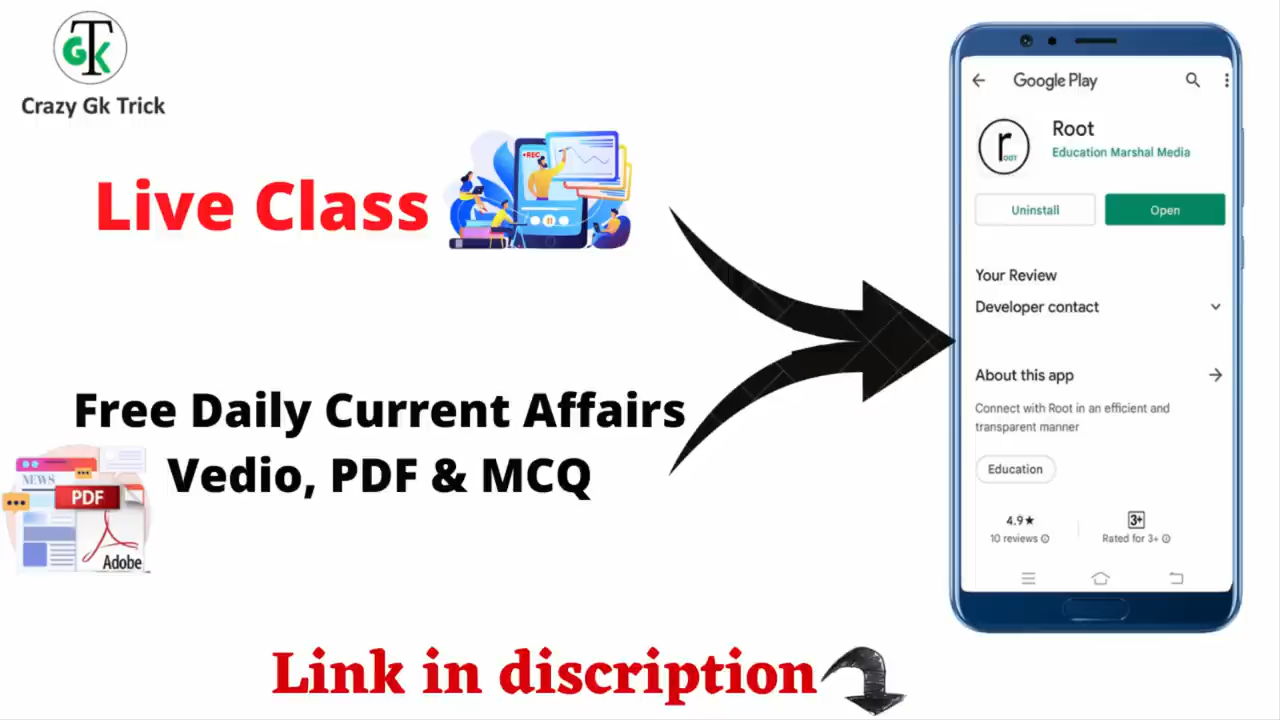 GTK
Crazy Gk Trick
Live Class
+REC
Free Daily Current Affairs
Vedio, PDF & MCQ
NEWS
PDF
Adobe
Link in discription
Google Play
r
OOT
Root
Education Marshal Media
Uninstall
Open
Your Review
Developer contact
About this app
Connect with Root in an efficient and
transparent manner
Education
4.9★
10 reviews
3+
Rated for 3+